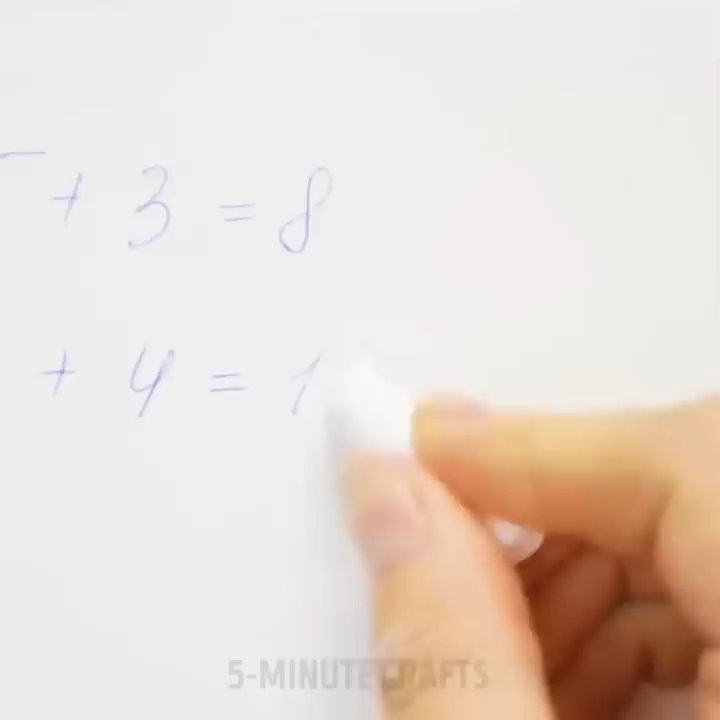 + 3 = 8
+ 4 = 1
5-MINUTE CRAFTS